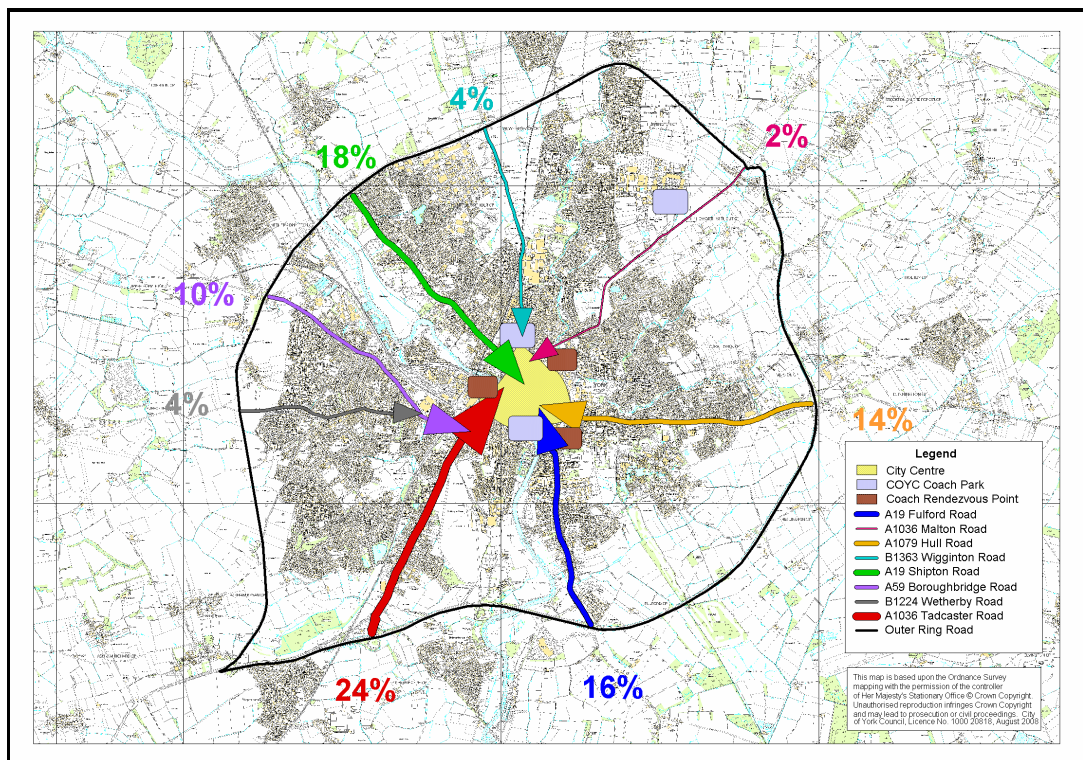 4%
18%
2%
10%
4%
14%
24%
16%
YORK
Legend
City Centre
COYC Coach Park
Coach Rendezvous Point
A19 Fulford Road
A1036 Malton Road
A1079 Hull Road
B1363 Wigginton Road
A19 Shipton Road
A59 Boroughbridge Road
B1224 Wetherby Road
A1036 Tadcaster Road
Outer Ring Road
This map is based upon the Ordnance Survey
mapping with the permission of the controller
of Her Majesty's Stationary Office © Crown Copyright.
Unauthorised reproduction infringes Crown Copyright
and may lead to prosecution or civil proceedings. City
of York Council, Licence No. 1000 20818, August 2008